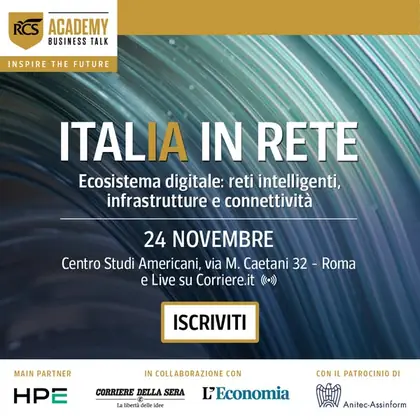 RCS ACADEMY
BUSINESS TALK
INSPIRE THE FUTURE
ITALIA IN RETE
Ecosistema digitale: reti intelligenti,
infrastrutture e connettività
24 NOVEMBRE
Centro Studi Americani, via M. Caetani 32 - Roma
e Live su Corriere.it
ISCRIVITI
MAIN PARTNER
IN COLLABORAZIONE CON
CON IL PATROCINIO DI
HPE
CORRIERE DELLA SERA
La libertà delle idee
L'Economia
Anitec-Assinform